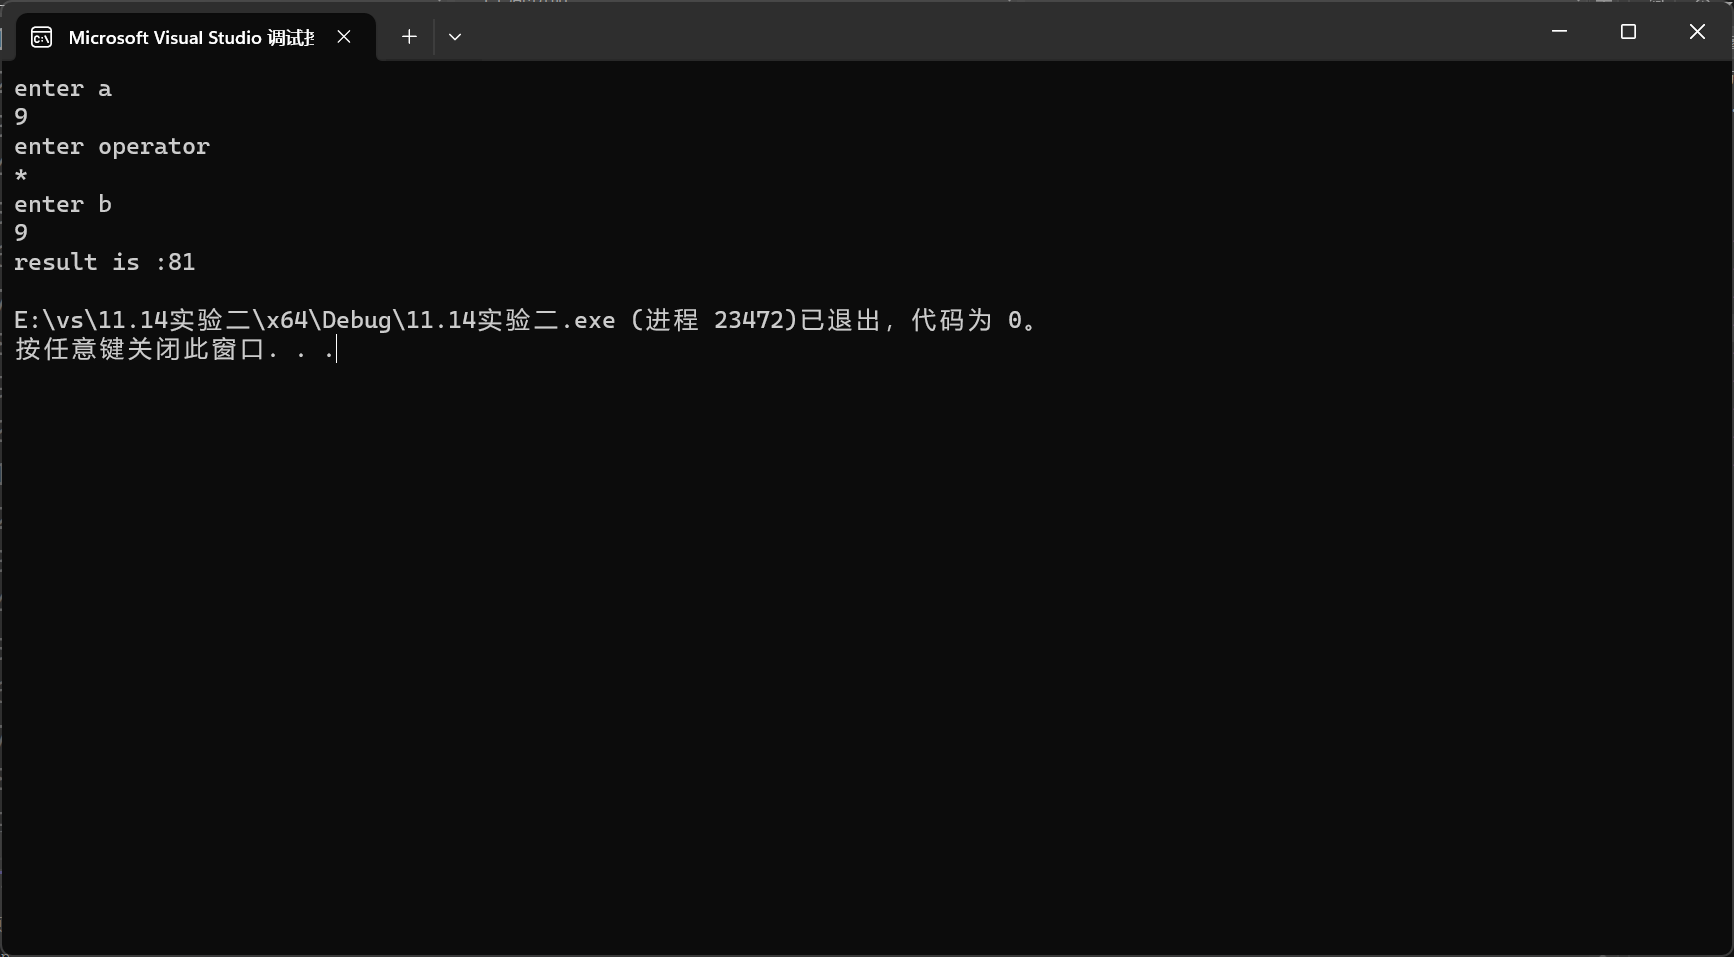 Microsoft Visual Studio 调试
enter a
9
enter operator
*
enter b
9
result is :81
E:\vs\11.14实验二\x64\Debug\11.14实验二.exe (进程 23472)已退出，代码为 0。
按任意键关闭此窗口. . .